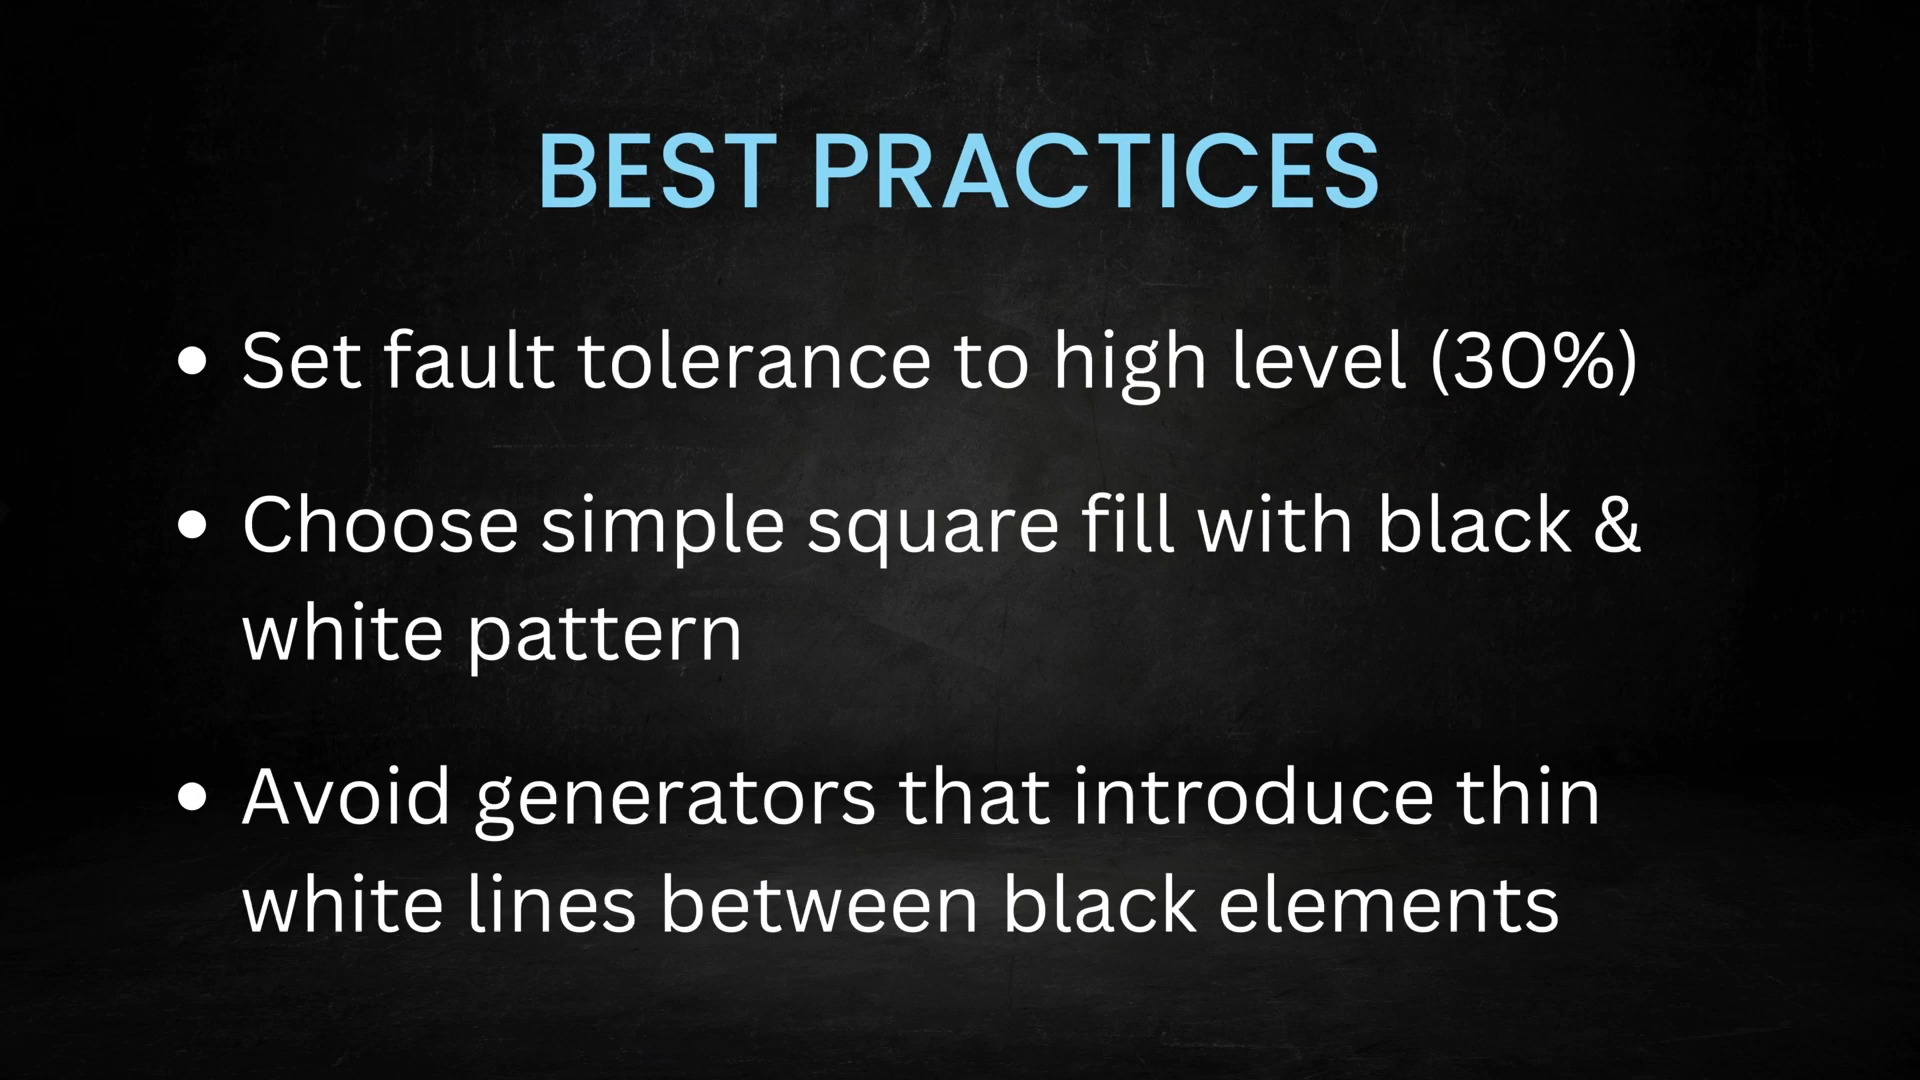 BEST PRACTICES
• Set fault tolerance to high level (30%)
• Choose simple square fill with black &
white pattern
• Avoid generators that introduce thin
white lines between black elements